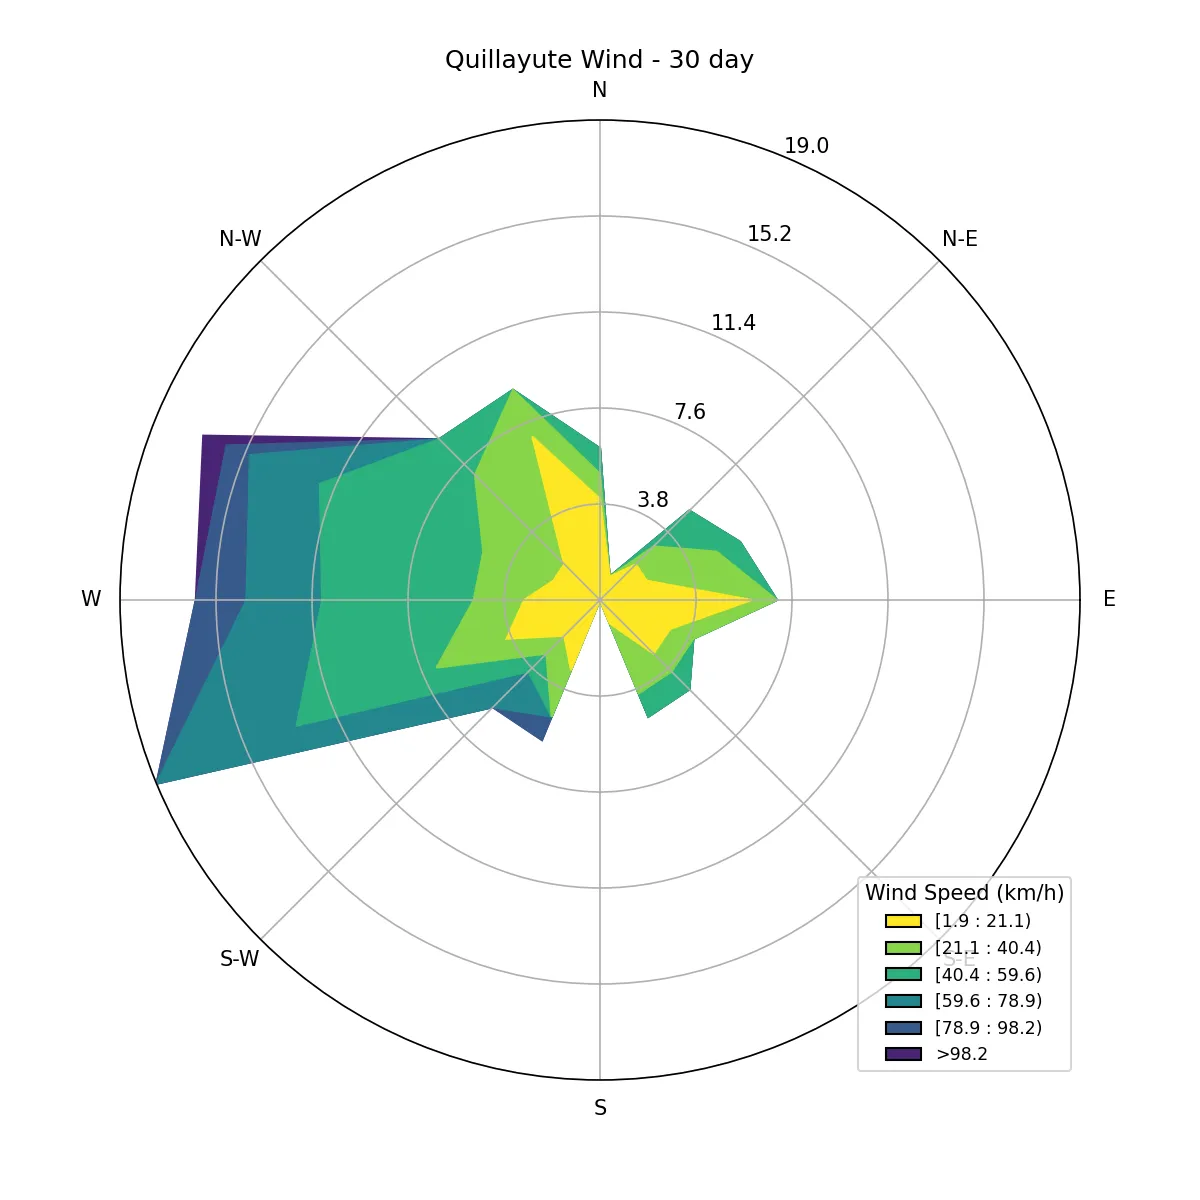 Quillayute Wind - 30 day
N
19.0
15.2
N-W
N-E
11.4
7.6
3.8
W
E
Wind Speed (km/h)
[1.9 : 21.1)
[21.1 : 40.4)
S-W
S-E
[40.4 : 59.6)
[59.6 : 78.9)
[78.9 : 98.2)
>98.2
S